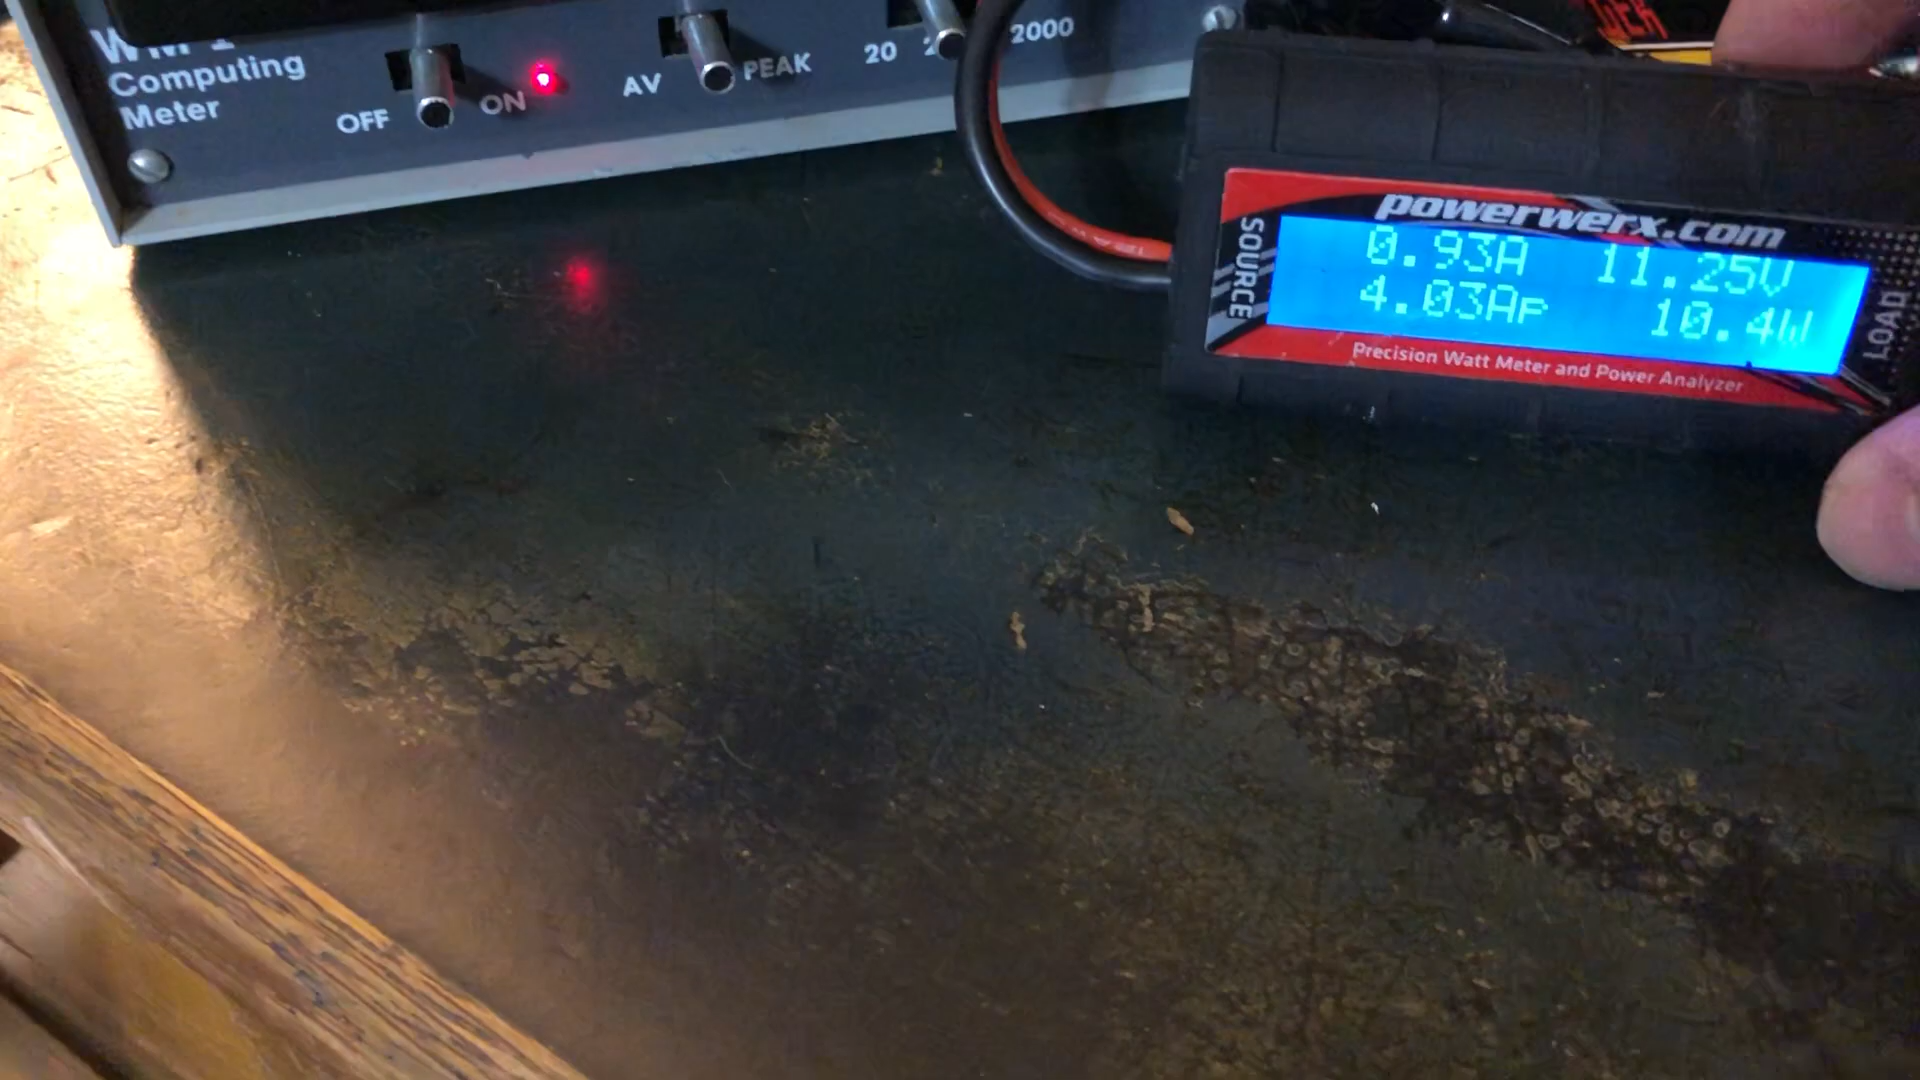 Computing
Meter
OFF
ON
AV
PEAK
20
2000
powerwerx.com
SOURCE
0.93A 11.25V
4.03Ap 10.4W
LOAD
Precision Watt Meter and Power Analyzer